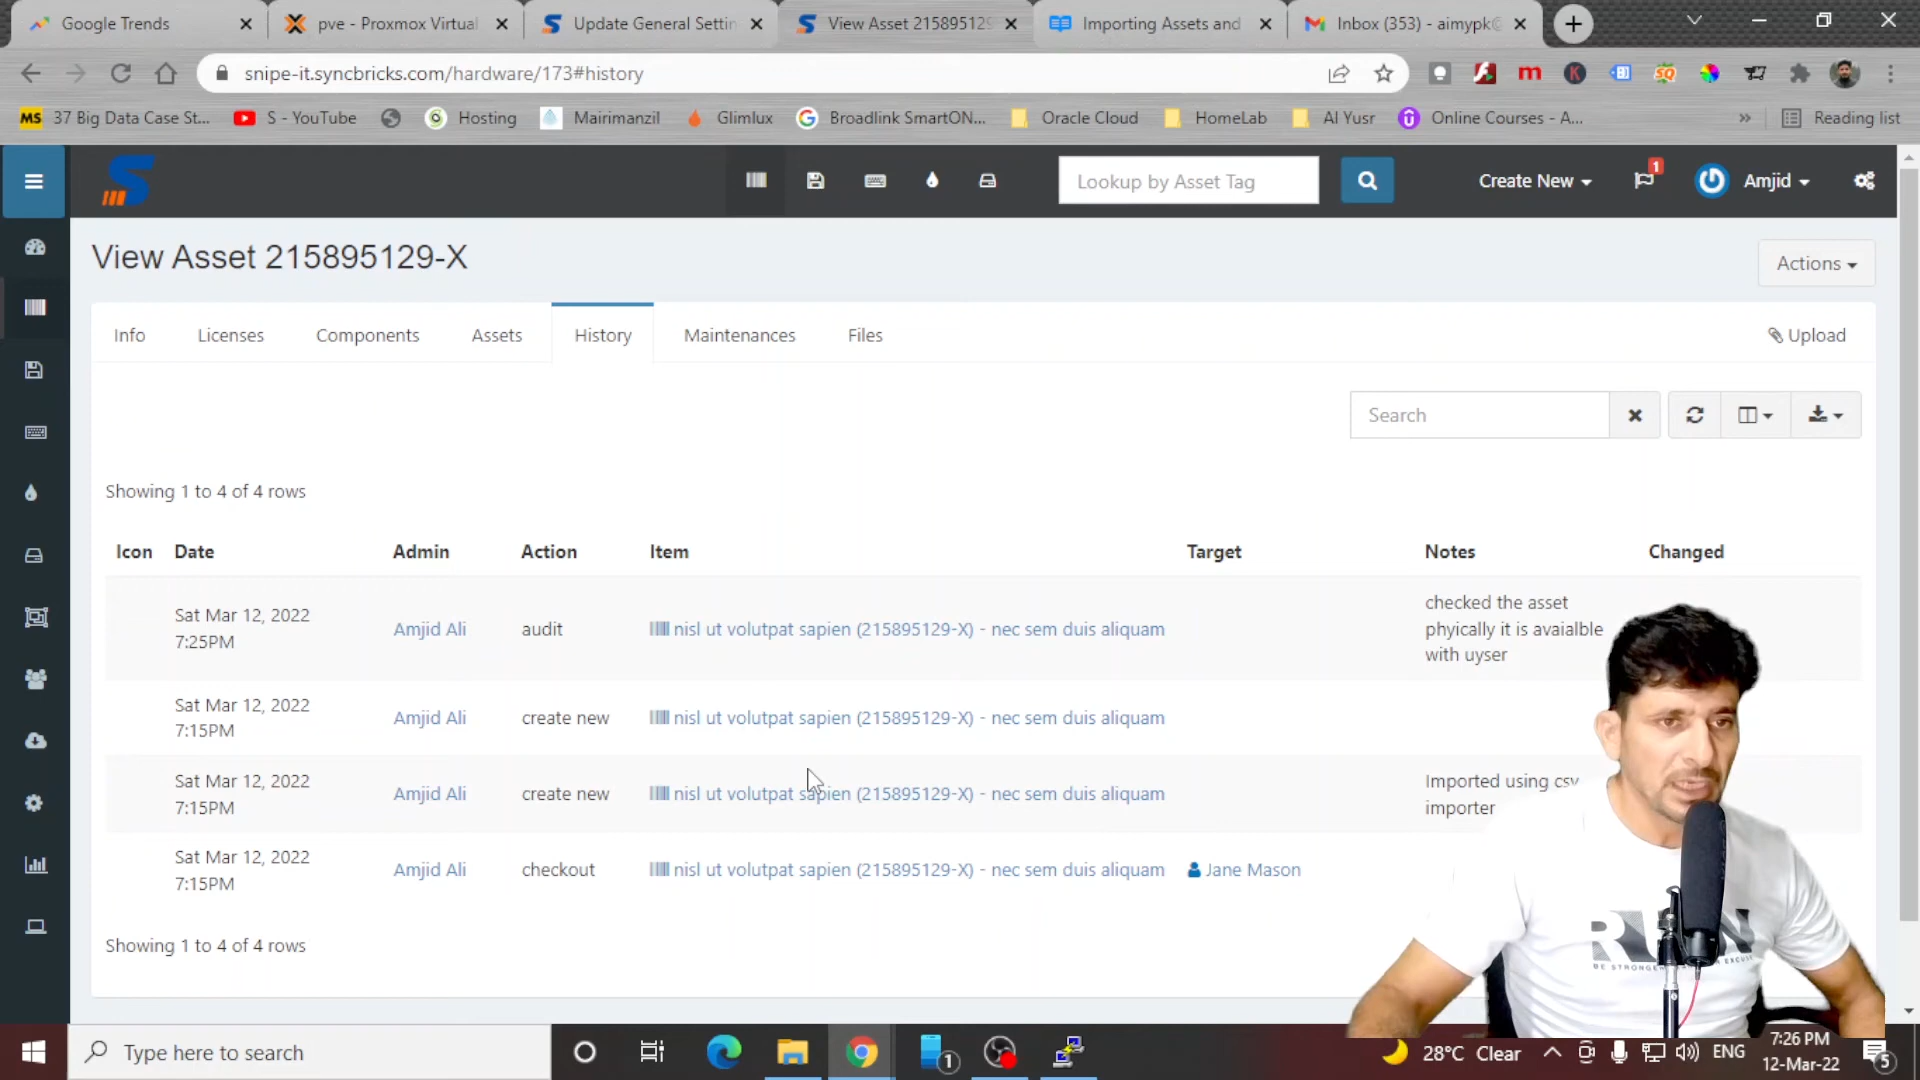 Google Trends
pve - Proxmox Virtual
Update General Settin
View Asset 215895129
Importing Assets and
Inbox (353) - aimypk@
snipe-it.syncbricks.com/hardware/173#history
MS 37 Big Data Case St...
S - YouTube
Hosting
Mairimanzil
Glimlux
Broadlink SmartON...
Oracle Cloud
HomeLab
Al Yusr
Online Courses - A...
»
Reading list
Lookup by Asset Tag
Create New
1
Amjid
View Asset 215895129-X
Actions
Info
Licenses
Components
Assets
History
Maintenances
Files
Upload
Search
Showing 1 to 4 of 4 rows
Icon Date Admin Action Item Target Notes Changed
Sat Mar 12, 2022
7:25PM
Amjid Ali
audit
nisl ut volutpat sapien (215895129-X) - nec sem duis aliquam
checked the asset
phyically it is avaialble
with uyser
Sat Mar 12, 2022
7:15PM
Amjid Ali
create new
nisl ut volutpat sapien (215895129-X) - nec sem duis aliquam
Sat Mar 12, 2022
7:15PM
Amjid Ali
create new
nisl ut volutpat sapien (215895129-X) - nec sem duis aliquam
Imported using csv
importer
Sat Mar 12, 2022
7:15PM
Amjid Ali
checkout
nisl ut volutpat sapien (215895129-X) - nec sem duis aliquam
Jane Mason
Showing 1 to 4 of 4 rows
Type here to search
1
28°C Clear
ENG
7:26 PM
12-Mar-22
5